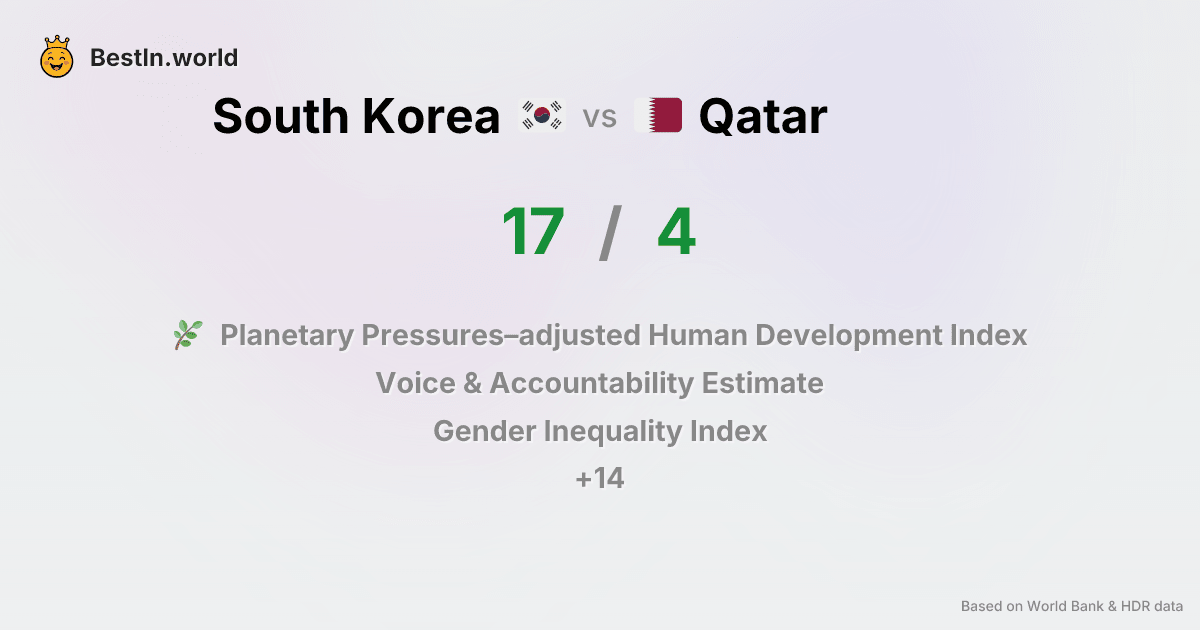 BestIn.world
South Korea vs Qatar
17 / 4
Planetary Pressures–adjusted Human Development Index
Voice & Accountability Estimate
Gender Inequality Index
+14
Based on World Bank & HDR data